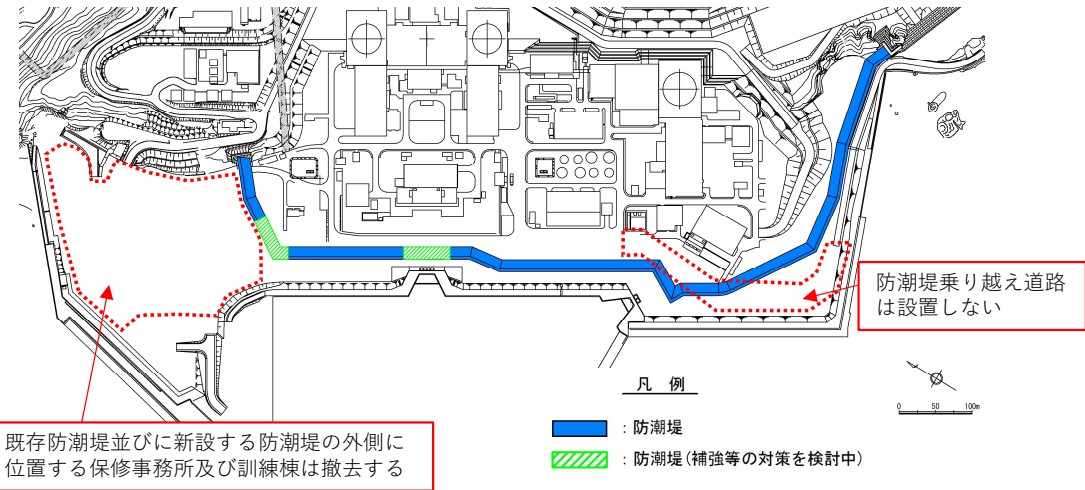 防潮堤乗り越え道路
は設置しない
凡 例
0 50 100m
：防潮堤
既存防潮堤並びに新設する防潮堤の外側に
位置する保修事務所及び訓練棟は撤去する
：防潮堤(補強等の対策を検討中)